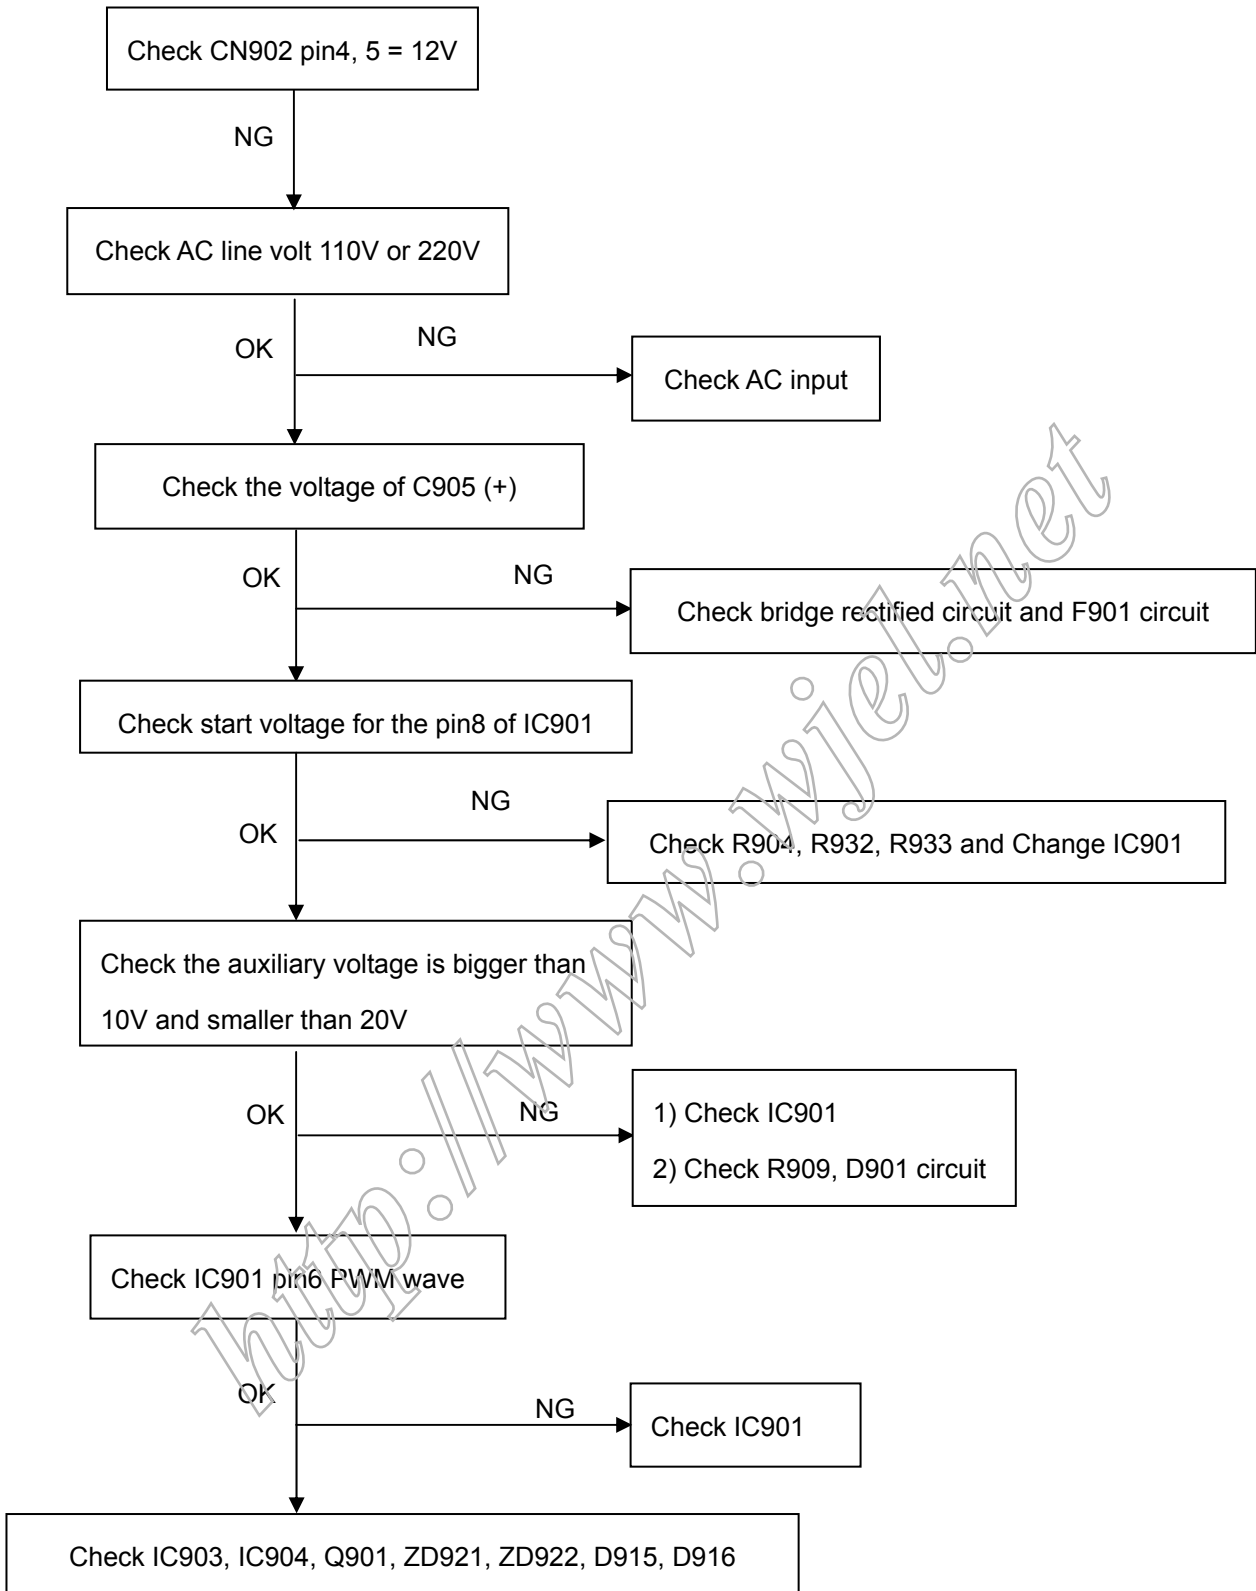 Check CN902 pin4, 5 = 12V
NG
Check AC line volt 110V or 220V
OK
NG
Check AC input
Check the voltage of C905 (+)
OK
NG
Check bridge rectified circuit and F901 circuit
Check start voltage for the pin8 of IC901
NG
OK
Check R904, R932, R933 and Change IC901
Check the auxiliary voltage is bigger than
10V and smaller than 20V
OK
NG
1) Check IC901
2) Check R909, D901 circuit
Check IC901 pin6 PWM wave
OK
NG
Check IC901
Check IC903, IC904, Q901, ZD921, ZD922, D915, D916
http://www.wjel.net